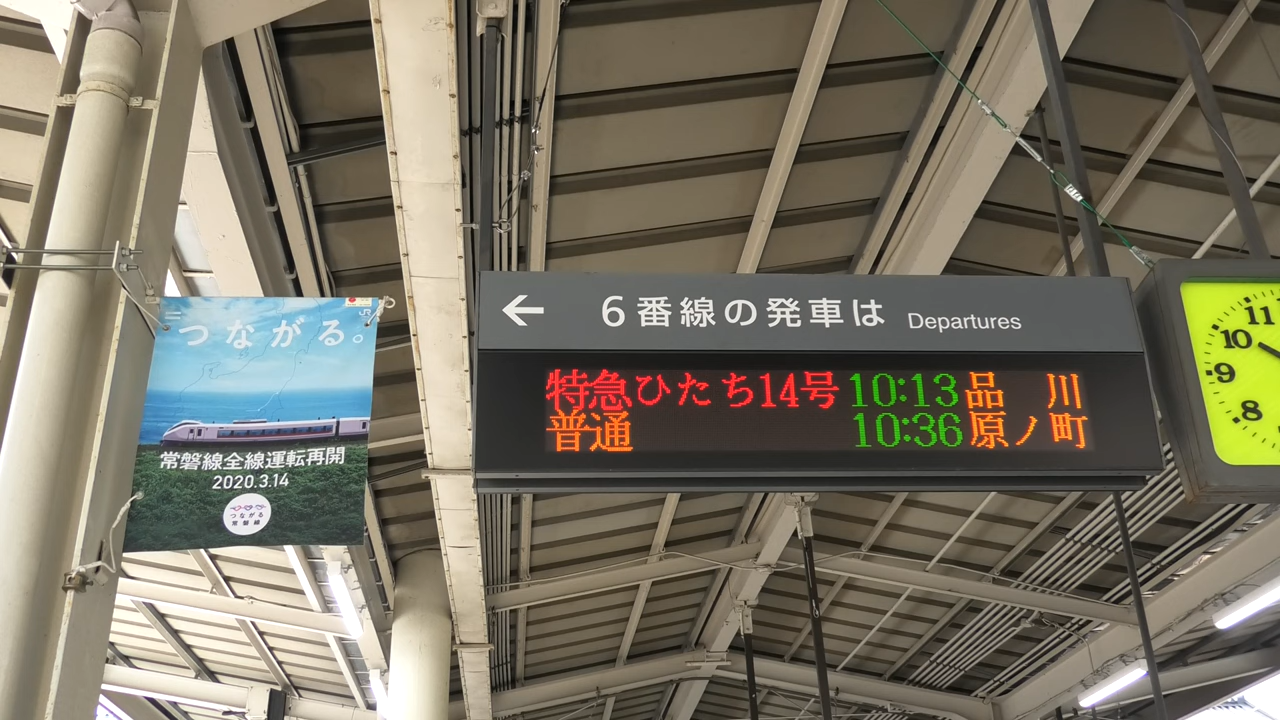 つながる。
JR
常磐線全線運転再開
2020.3.14
つながる
常磐線
← 6番線の発車は Departures
特急ひたち14号 10:13 品川
普通 10:36 原ノ町
11
10
9
8